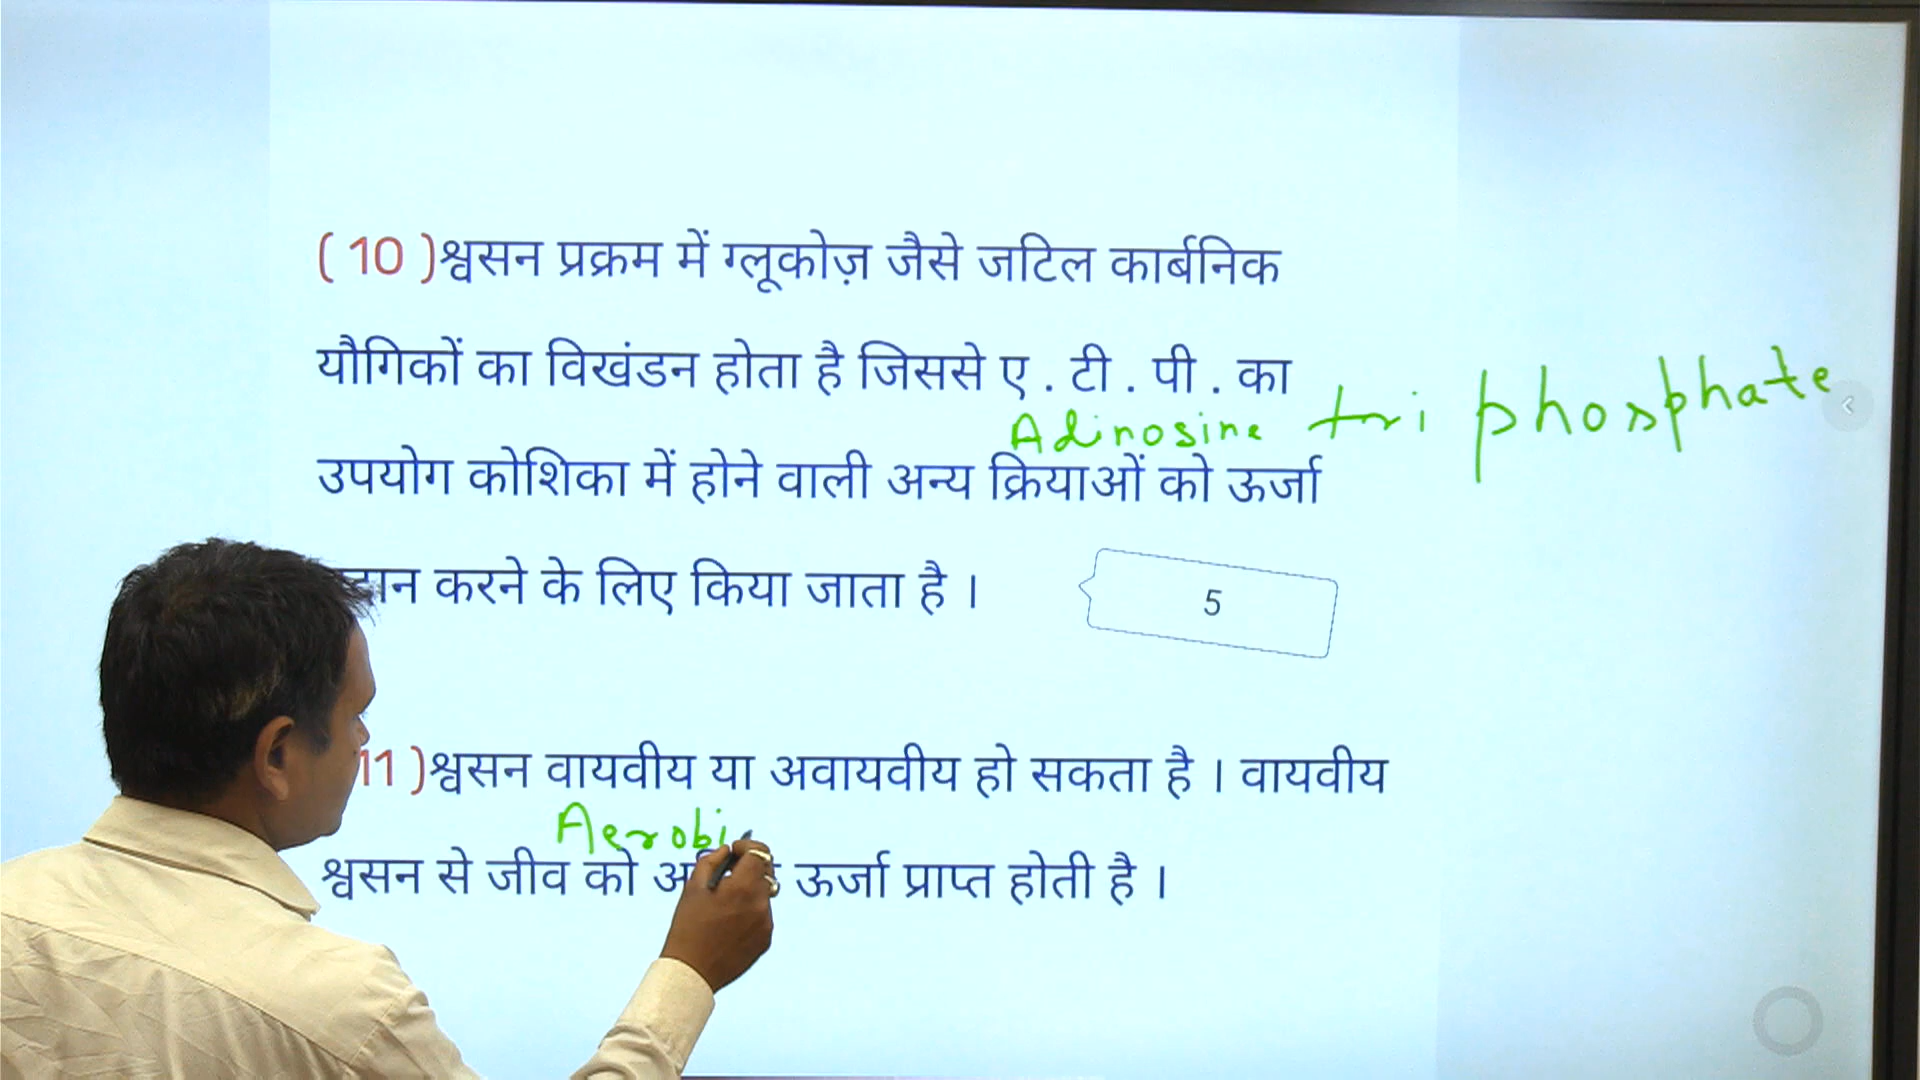 ( 10 )श्वसन प्रक्रम में ग्लूकोज़ जैसे जटिल कार्बनिक
यौगिकों का विखंडन होता है जिससे ए . टी . पी . का
Adinosine tri phosphate
उपयोग कोशिका में होने वाली अन्य क्रियाओं को ऊर्जा
करने के लिए किया जाता है ।
5
11 )श्वसन वायवीय या अवायवीय हो सकता है । वायवीय
Aerobi
श्वसन से जीव को ऊर्जा प्राप्त होती है ।